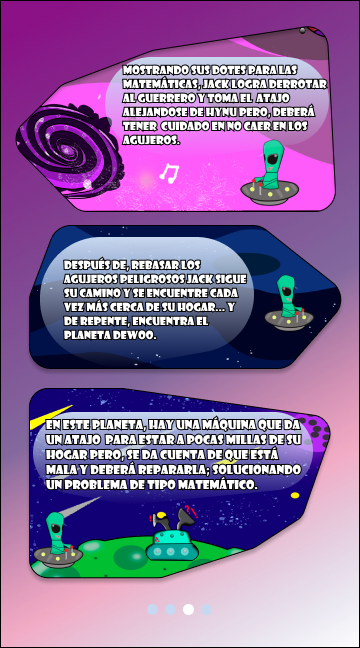 MOSTRANDO SUS DOTES PARA LAS
MATEMÁTICAS, JACK LOGRA DERROTAR
AL GUERRERO Y TOMA EL ATAJO
ALEJANDOSE DE HYNU PERO, DEBERÁ
TENER CUIDADO EN NO CAER EN LOS
AGUJEROS.
DESPUÉS DE, REBASAR LOS
AGUJEROS PELIGROSOS JACK SIGUE
SU CAMINO Y SE ENCUENTRE CADA
VEZ MÁS CERCA DE SU HOGAR... Y
DE REPENTE, ENCUENTRA EL
PLANETA DEWOO.
EN ESTE PLANETA, HAY UNA MÁQUINA QUE DA
UN ATAJO PARA ESTAR A POCAS MILLAS DE SU
HOGAR PERO, SE DA CUENTA DE QUE ESTÁ
MALA Y DEBERÁ REPARARLA; SOLUCIONANDO
UN PROBLEMA DE TIPO MATEMÁTICO.